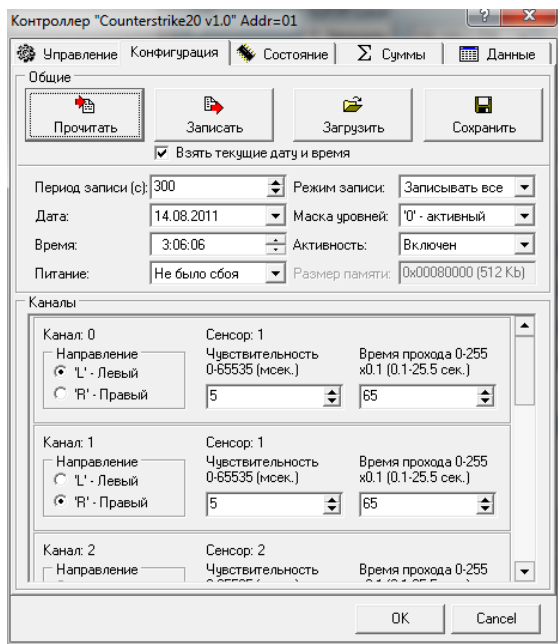 Контроллер "Counterstrike20 v1.0" Addr=01
Управление Конфигурация Состояние Σ Суммы Данные
Общие
Прочитать Записать Загрузить Сохранить
Взять текущие дату и время
Период записи (с): 300 Режим записи: Записывать все
Дата: 14.08.2011 Маска уровней: '0' - активный
Время: 3:06:06 Активность: Включен
Питание: Не было сбоя Размер памяти: 0x00080000 (512 Kb)
Каналы
Канал: 0 Сенсор: 1
Направление Чувствительность Время прохода 0-255
'L' - Левый 0-65535 (мсек.) x0.1 (0.1-25.5 сек.)
'R' - Правый 5 65
Канал: 1 Сенсор: 1
Направление Чувствительность Время прохода 0-255
'L' - Левый 0-65535 (мсек.) x0.1 (0.1-25.5 сек.)
'R' - Правый 5 65
Канал: 2 Сенсор: 2
Направление Чувствительность Время прохода 0-255
OK Cancel